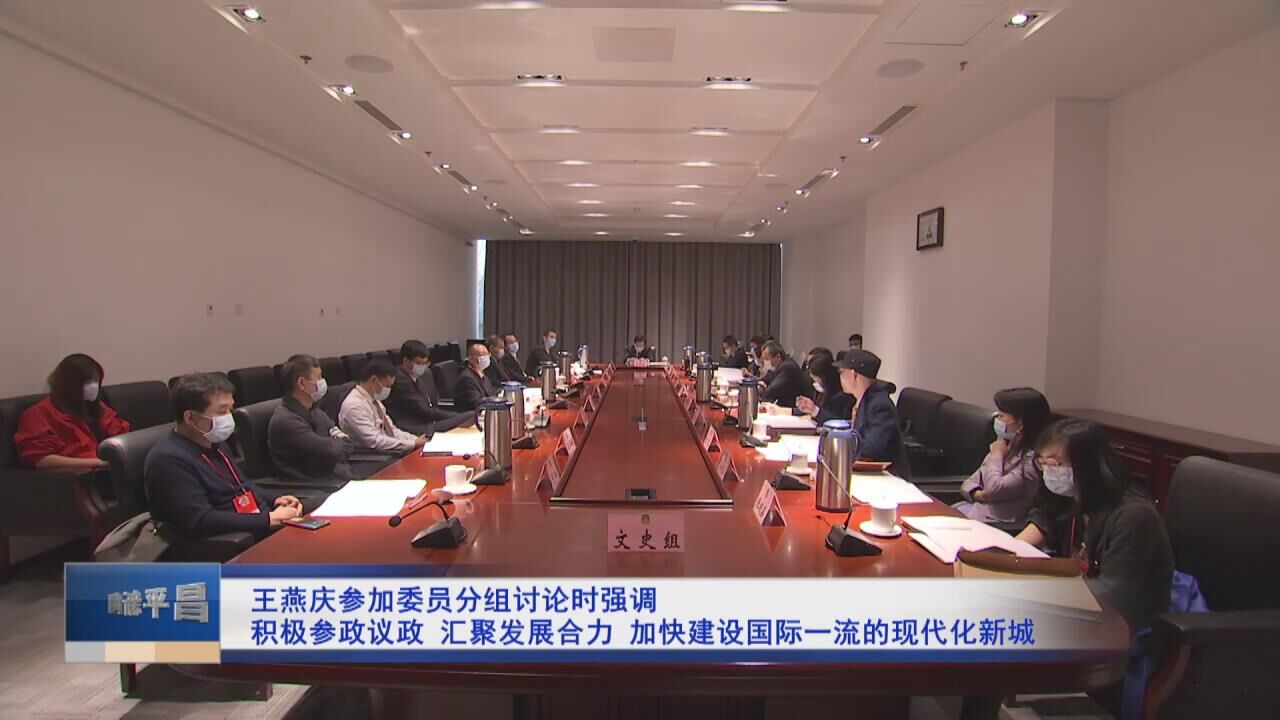 文史组
平昌
王燕庆参加委员分组讨论时强调
积极参政议政 汇聚发展合力 加快建设国际一流的现代化新城